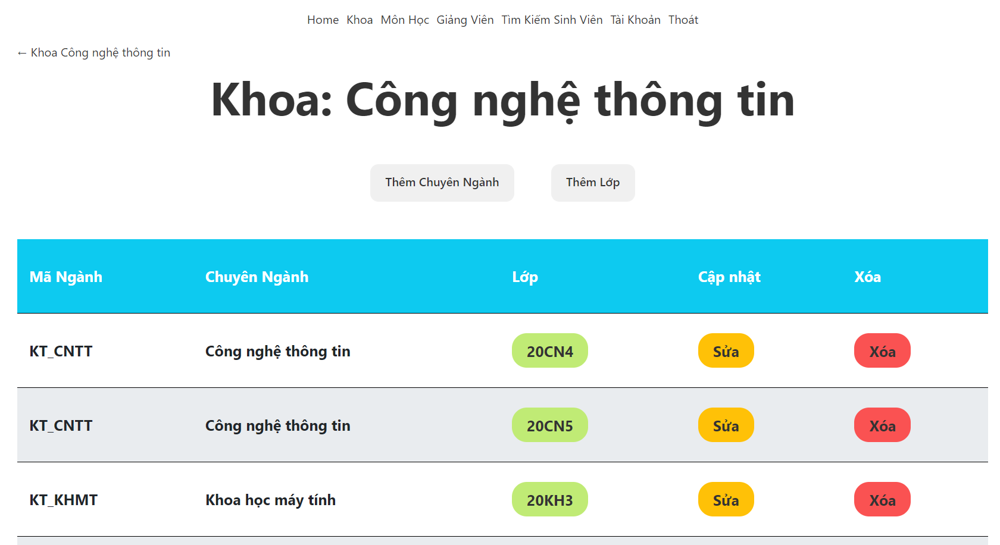 Home Khoa Môn Học Giảng Viên Tìm Kiếm Sinh Viên Tài Khoản Thoát
← Khoa Công nghệ thông tin
Khoa: Công nghệ thông tin
Thêm Chuyên Ngành Thêm Lớp
Mã Ngành Chuyên Ngành Lớp Cập nhật Xóa
KT_CNTT Công nghệ thông tin 20CN4 Sửa Xóa
KT_CNTT Công nghệ thông tin 20CN5 Sửa Xóa
KT_KHMT Khoa học máy tính 20KH3 Sửa Xóa